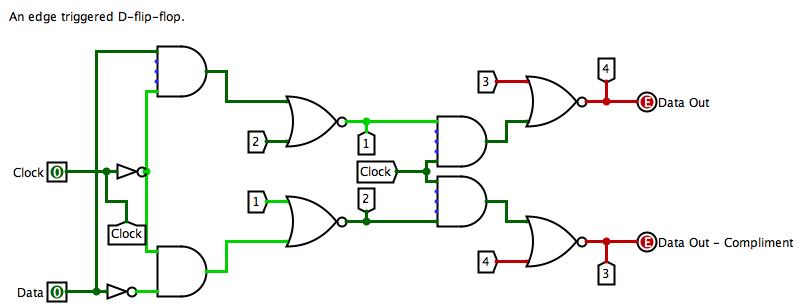 An edge triggered D-flip-flop.
4
3
E Data Out
2
1
Clock 0
Clock
1
2
Clock
E Data Out - Compliment
4
3
Data 0